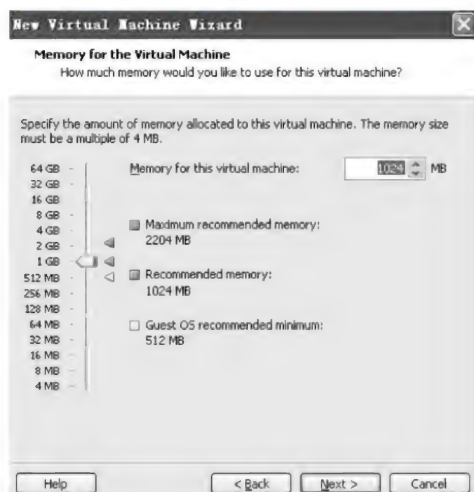 New Virtual Machine Wizard
Memory for the Virtual Machine
How much memory would you like to use for this virtual machine?
Specify the amount of memory allocated to this virtual machine. The memory size
must be a multiple of 4 MB.
64 GB
32 GB
16 GB
8 GB
4 GB
2 GB
1 GB
512 MB
256 MB
128 MB
64 MB
32 MB
16 MB
8 MB
4 MB
Memory for this virtual machine:
1024 MB
Maximum recommended memory:
2204 MB
Recommended memory:
1024 MB
Guest OS recommended minimum:
512 MB
Help
< Back
Next >
Cancel